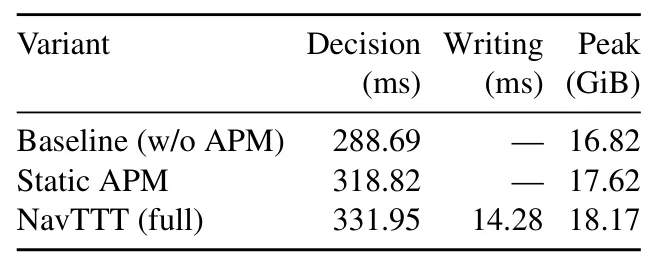 Variant Decision Writing Peak
(ms) (ms) (GiB)
Baseline (w/o APM) 288.69 — 16.82
Static APM 318.82 — 17.62
NavTTT (full) 331.95 14.28 18.17